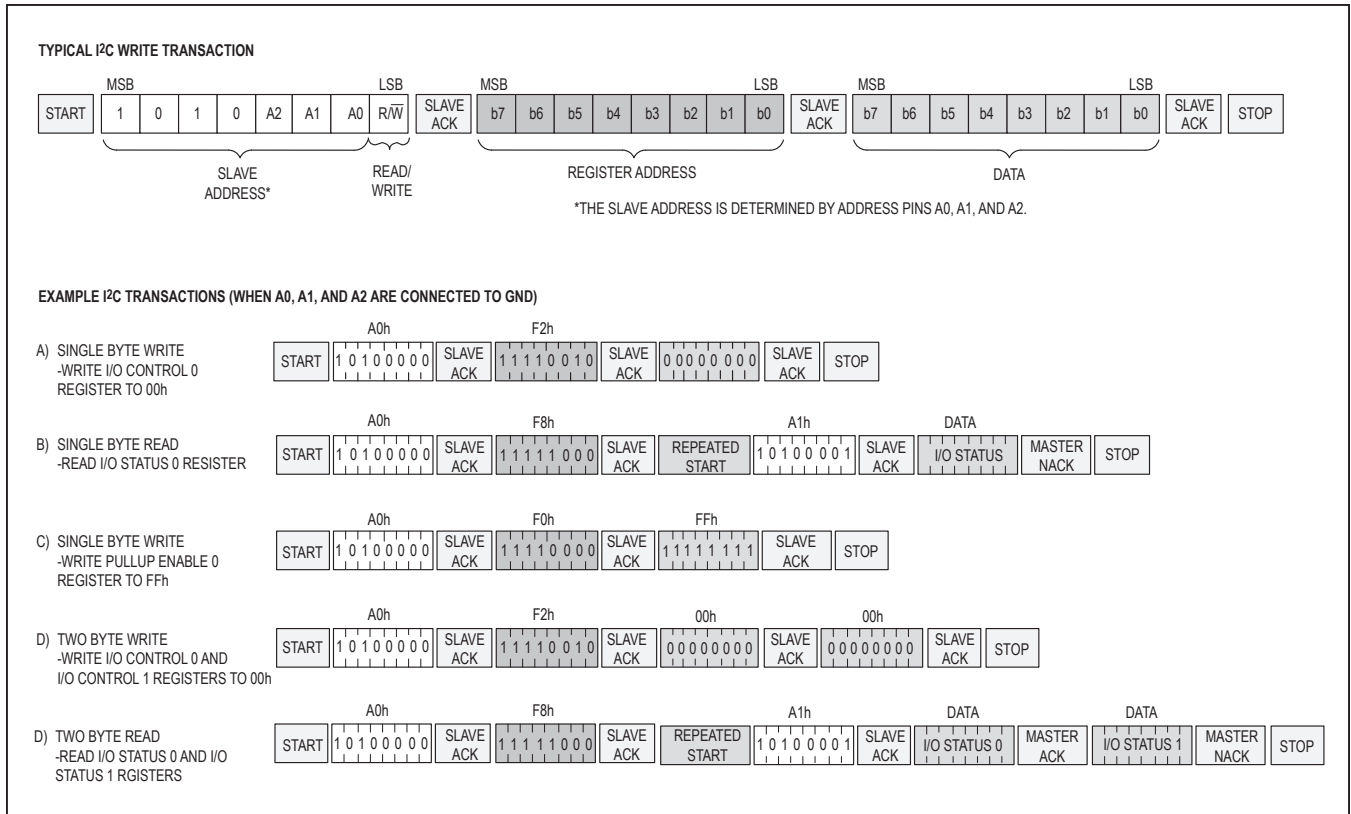 TYPICAL I2C WRITE TRANSACTION
MSB LSB MSB LSB MSB LSB
START 1 0 1 0 A2 A1 A0 R/W̅ SLAVE ACK b7 b6 b5 b4 b3 b2 b1 b0 SLAVE ACK b7 b6 b5 b4 b3 b2 b1 b0 SLAVE ACK STOP
SLAVE ADDRESS* READ/WRITE REGISTER ADDRESS DATA
*THE SLAVE ADDRESS IS DETERMINED BY ADDRESS PINS A0, A1, AND A2.
EXAMPLE I2C TRANSACTIONS (WHEN A0, A1, AND A2 ARE CONNECTED TO GND)
A0h F2h
A) SINGLE BYTE WRITE
-WRITE I/O CONTROL 0
REGISTER TO 00h
START 1 0 1 0 0 0 0 0 SLAVE ACK 1 1 1 1 0 0 1 0 SLAVE ACK 0 0 0 0 0 0 0 0 SLAVE ACK STOP
A0h F8h A1h DATA
B) SINGLE BYTE READ
-READ I/O STATUS 0 RESISTER
START 1 0 1 0 0 0 0 0 SLAVE ACK 1 1 1 1 1 0 0 0 SLAVE ACK REPEATED START 1 0 1 0 0 0 0 1 SLAVE ACK I/O STATUS MASTER NACK STOP
A0h F0h FFh
C) SINGLE BYTE WRITE
-WRITE PULLUP ENABLE 0
REGISTER TO FFh
START 1 0 1 0 0 0 0 0 SLAVE ACK 1 1 1 1 0 0 0 0 SLAVE ACK 1 1 1 1 1 1 1 1 SLAVE ACK STOP
A0h F2h 00h 00h
D) TWO BYTE WRITE
-WRITE I/O CONTROL 0 AND
I/O CONTROL 1 REGISTERS TO 00h
START 1 0 1 0 0 0 0 0 SLAVE ACK 1 1 1 1 0 0 1 0 SLAVE ACK 0 0 0 0 0 0 0 0 SLAVE ACK 0 0 0 0 0 0 0 0 SLAVE ACK STOP
A0h F8h A1h DATA DATA
D) TWO BYTE READ
-READ I/O STATUS 0 AND I/O
STATUS 1 RGISTERS
START 1 0 1 0 0 0 0 0 SLAVE ACK 1 1 1 1 1 0 0 0 SLAVE ACK REPEATED START 1 0 1 0 0 0 0 1 SLAVE ACK I/O STATUS 0 MASTER ACK I/O STATUS 1 MASTER NACK STOP